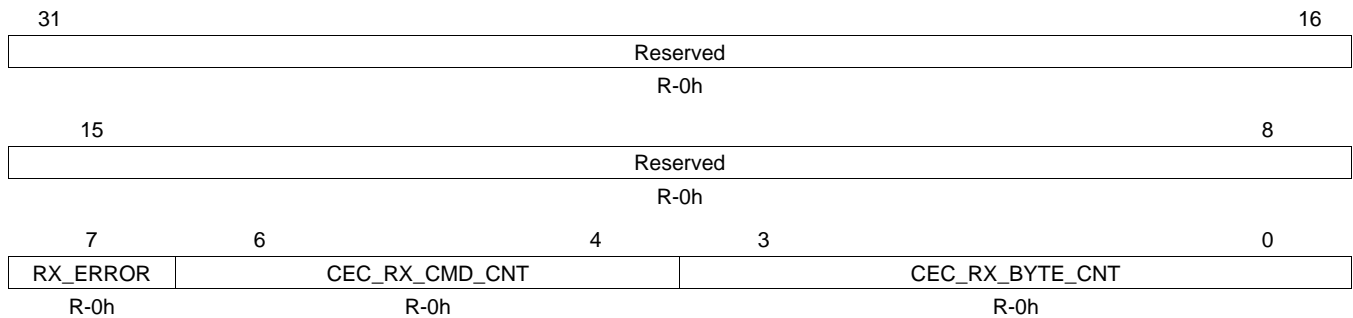 31 16
Reserved
R-0h
15 8
Reserved
R-0h
7 6 4 3 0
RX_ERROR CEC_RX_CMD_CNT CEC_RX_BYTE_CNT
R-0h R-0h R-0h